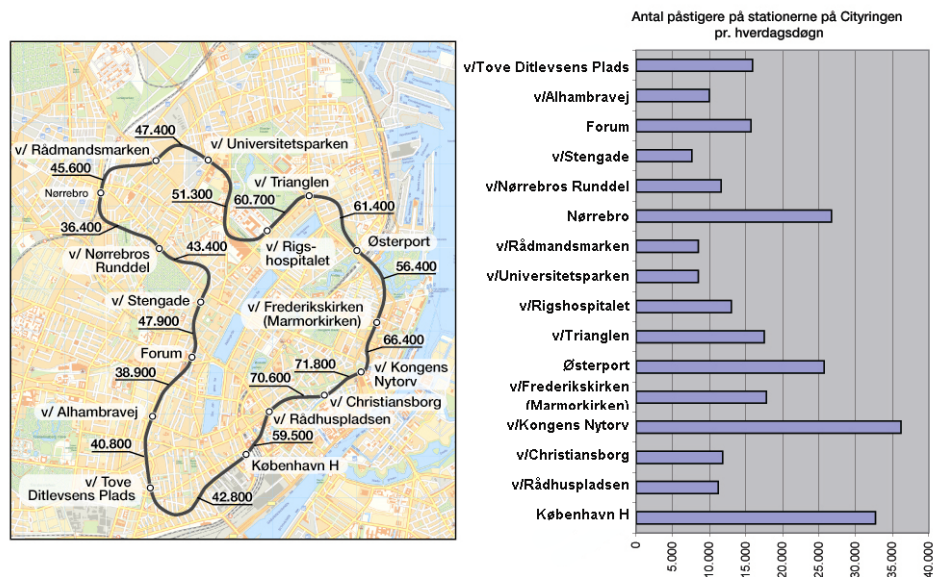 Antal påstigere på stationerne på Cityringen
pr. hverdagsdøgn
47.400
v/ Rådmandsmarken
v/ Universitetsparken
45.600
v/ Trianglen
Nørrebro
51.300
60.700
61.400
36.400
43.400
v/ Rigs-
hospitalet
Østerport
v/ Nørrebros
Runddel
56.400
v/ Stengade
v/ Frederikskirken
(Marmorkirken)
47.900
66.400
Forum
71.800
v/ Kongens
Nytorv
38.900
70.600
v/ Christiansborg
v/ Alhambravej
v/ Rådhuspladsen
59.500
40.800
København H
v/ Tove
Ditlevsens Plads
42.800
v/Tove Ditlevsens Plads
v/Alhambravej
Forum
v/Stengade
v/Nørrebros Runddel
Nørrebro
v/Rådmandsmarken
v/Universitetsparken
v/Rigshospitalet
v/Trianglen
Østerport
v/Frederikskirken
(Marmorkirken)
v/Kongens Nytorv
v/Christiansborg
v/Rådhuspladsen
København H
0
5.000
10.000
15.000
20.000
25.000
30.000
35.000
40.000